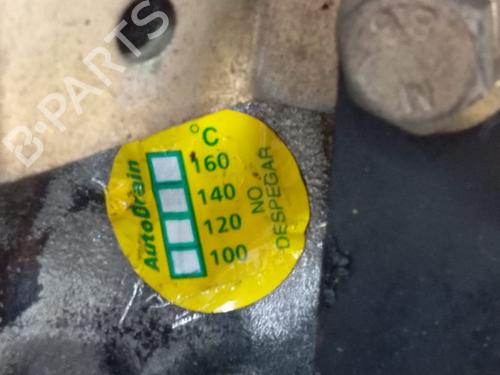 B-PARTS
°C
160
140
120
100
AutoDrain
NO
DESPEGAR